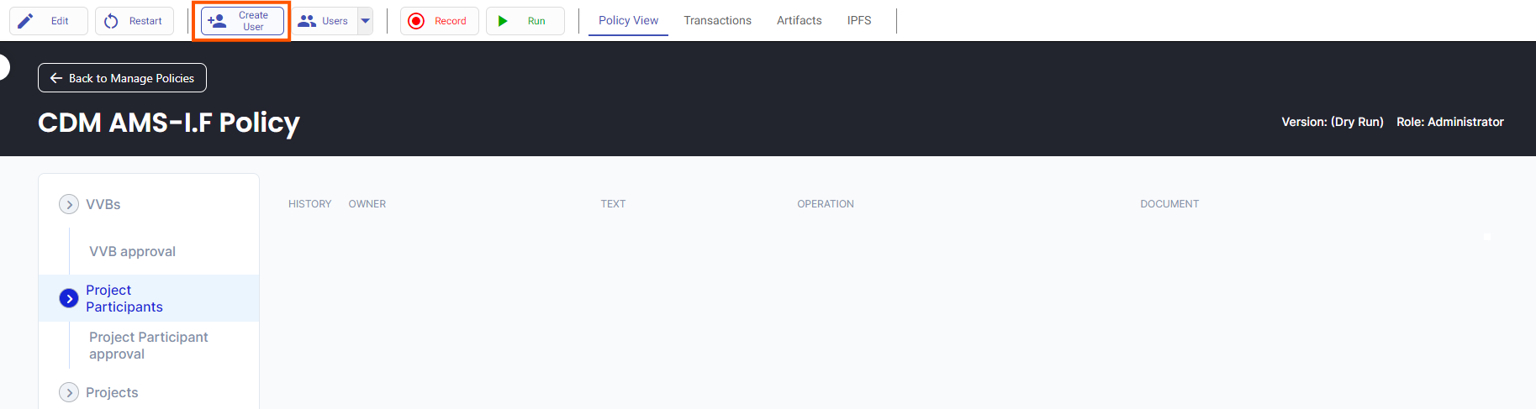 Edit
Restart
Create
User
Users
Record
Run
Policy View
Transactions
Artifacts
IPFS
Back to Manage Policies
CDM AMS-I.F Policy
Version: (Dry Run) Role: Administrator
VVBs
VVB approval
Project
Participants
Project Participant
approval
Projects
HISTORY OWNER TEXT OPERATION DOCUMENT